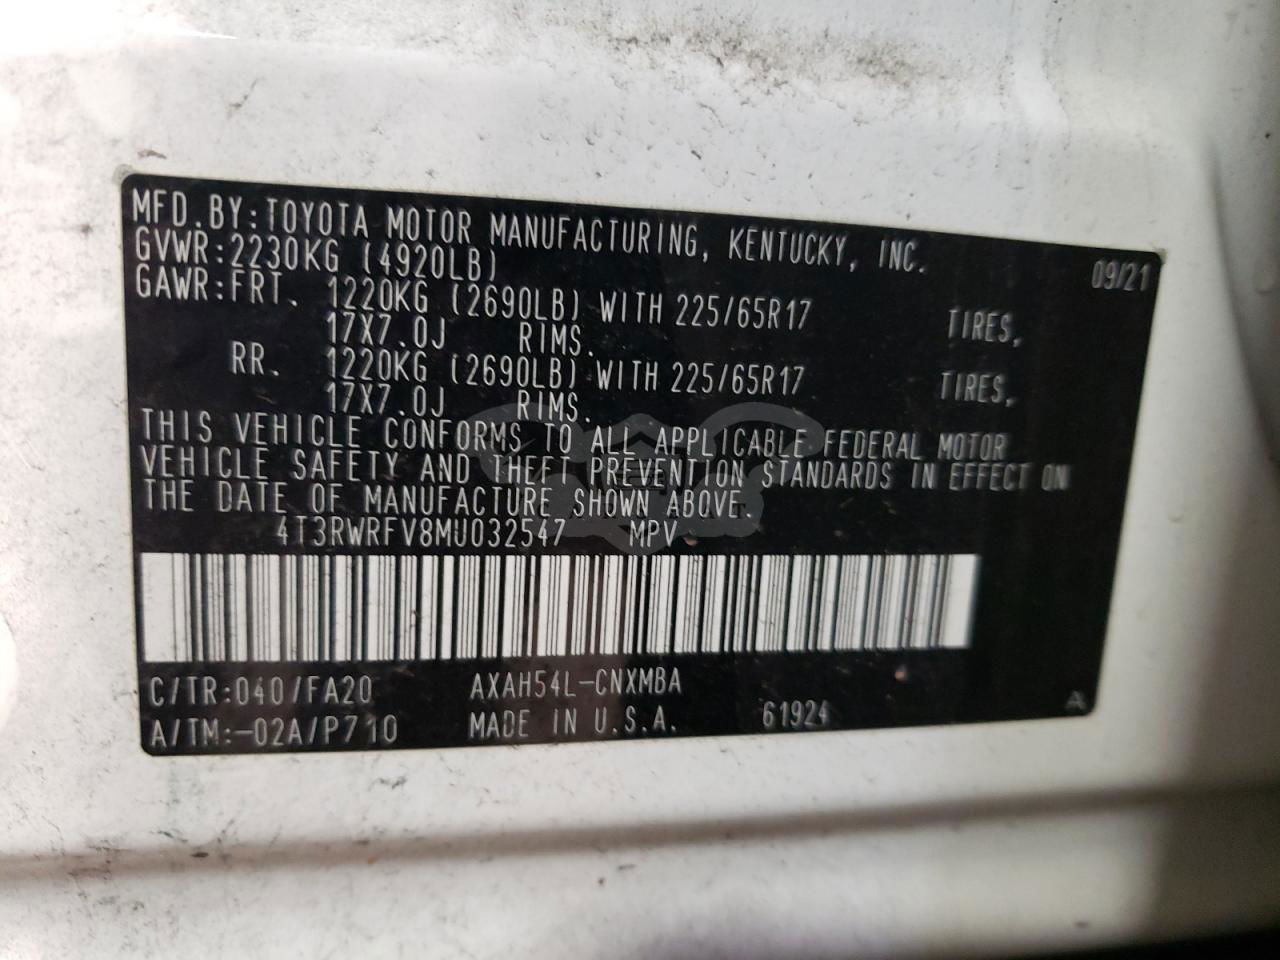 MFD.BY:TOYOTA MOTOR MANUFACTURING, KENTUCKY, INC.
GVWR:2230KG (4920LB) 09/21
GAWR:FRT. 1220KG (2690LB) WITH 225/65R17 TIRES,
17X7.0J RIMS.
RR. 1220KG (2690LB) WITH 225/65R17 TIRES,
17X7.0J RIMS.
THIS VEHICLE CONFORMS TO ALL APPLICABLE FEDERAL MOTOR
VEHICLE SAFETY AND THEFT PREVENTION STANDARDS IN EFFECT ON
THE DATE OF MANUFACTURE SHOWN ABOVE.
4T3RWRFV8MU032547 MPV
C/TR:040/FA20 AXAH54L-CNXMBA
A/TM:-02A/P710 MADE IN U.S.A. 61924 A